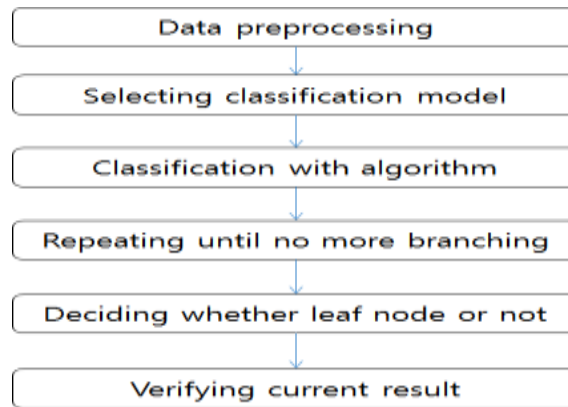 Data preprocessing
Selecting classification model
Classification with algorithm
Repeating until no more branching
Deciding whether leaf node or not
Verifying current result